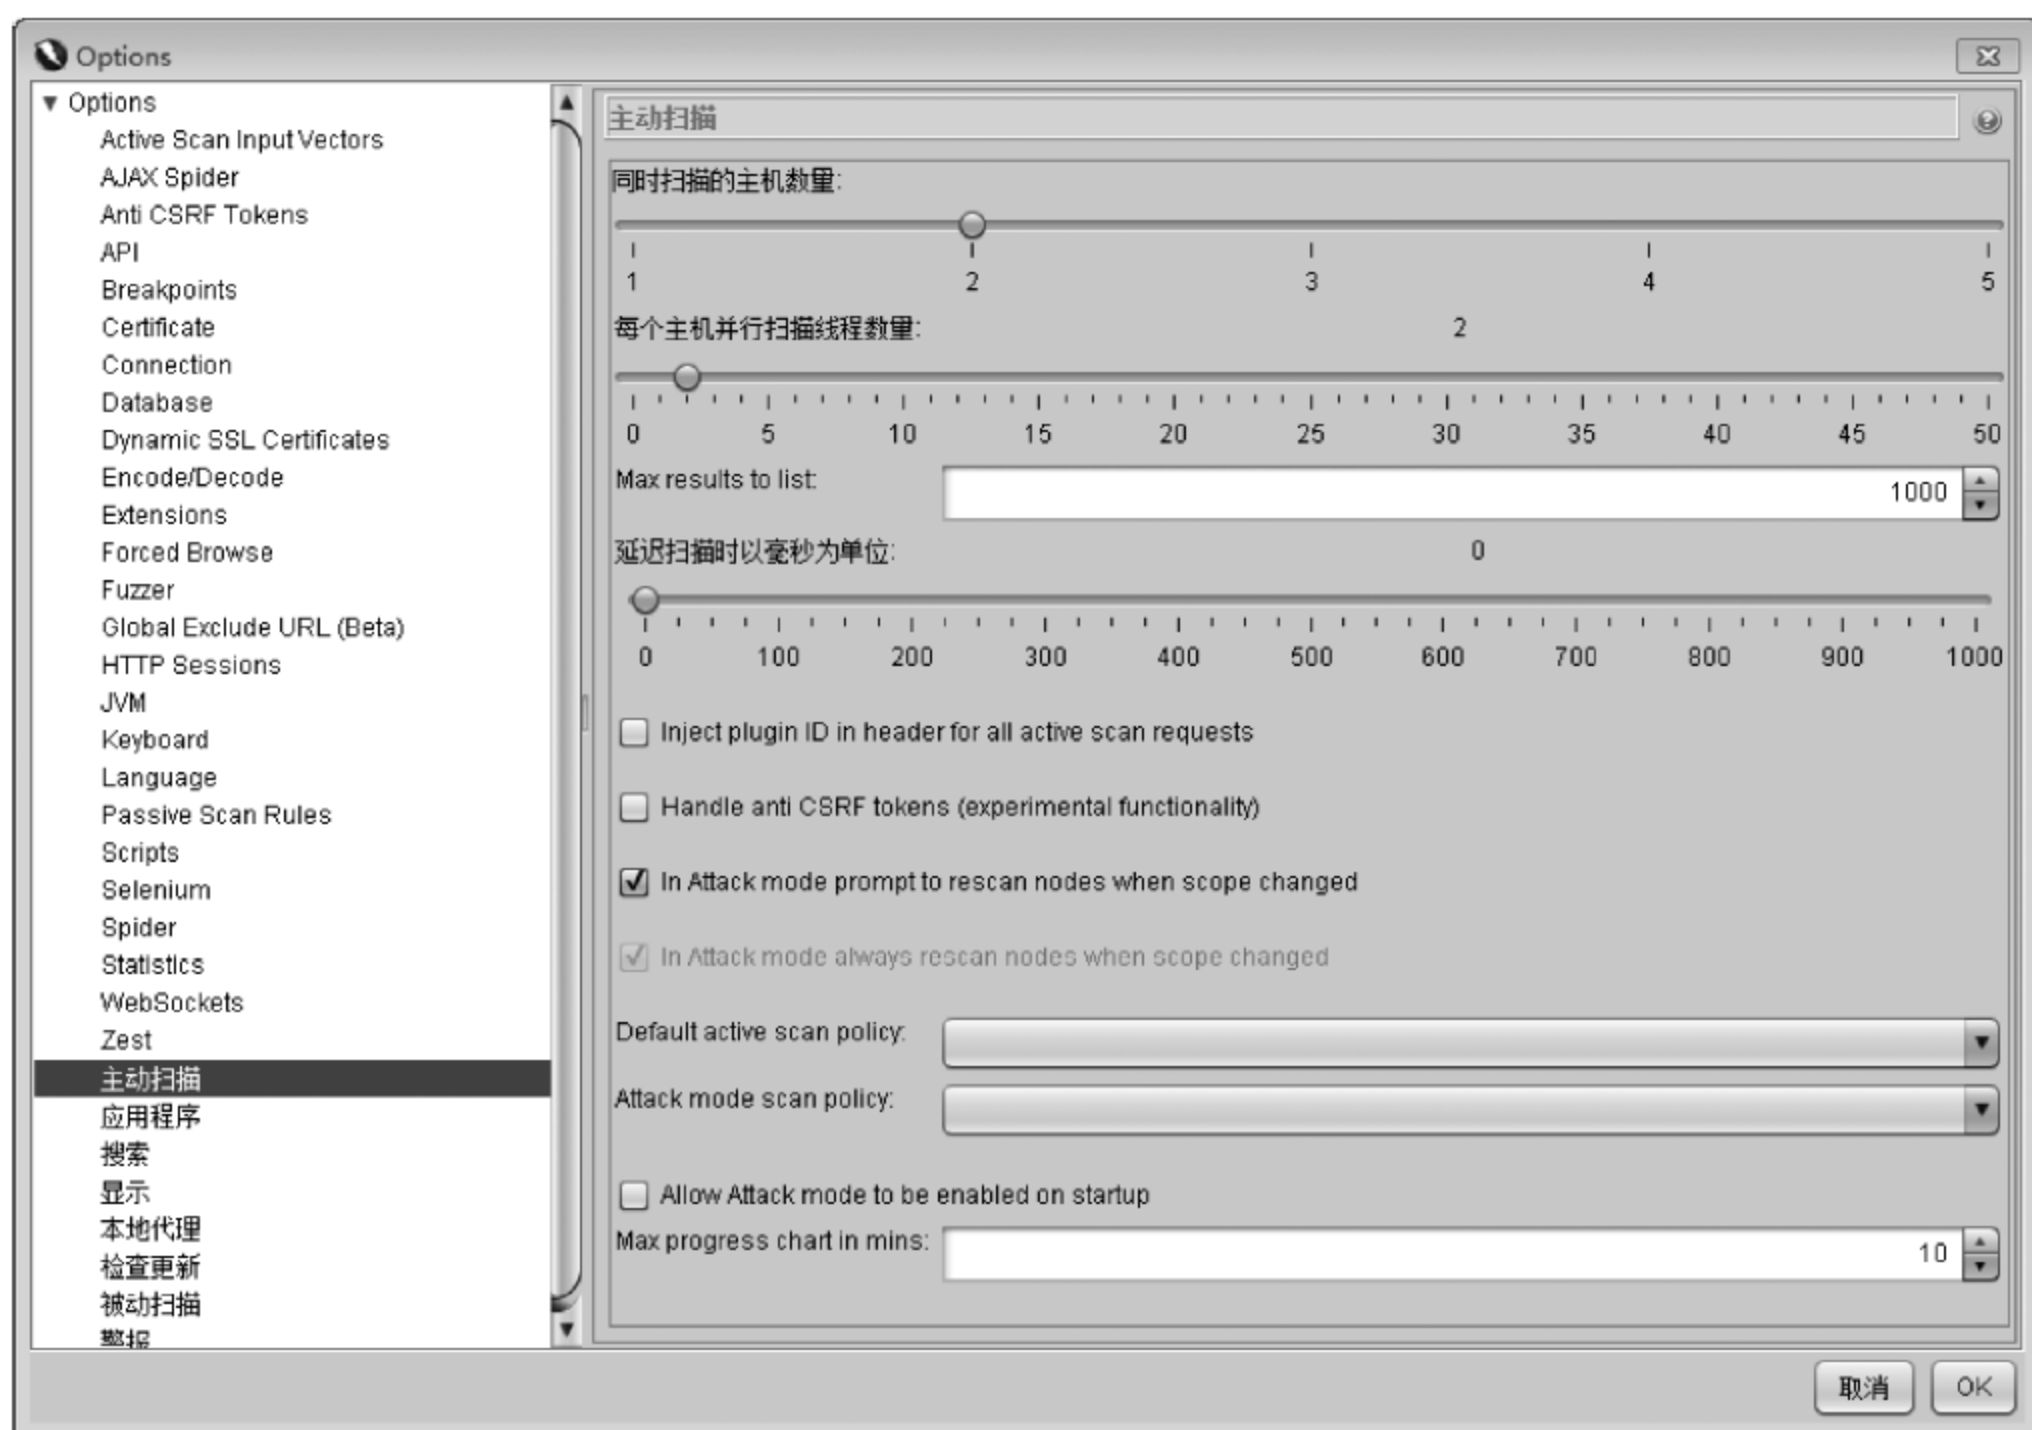 Options
Options
Active Scan Input Vectors
AJAX Spider
Anti CSRF Tokens
API
Breakpoints
Certificate
Connection
Database
Dynamic SSL Certificates
Encode/Decode
Extensions
Forced Browse
Fuzzer
Global Exclude URL (Beta)
HTTP Sessions
JVM
Keyboard
Language
Passive Scan Rules
Scripts
Selenium
Spider
Statistics
WebSockets
Zest
主动扫描
应用程序
搜索
显示
本地代理
检查更新
被动扫描
警报
主动扫描
同时扫描的主机数量:
1 2 3 4 5
每个主机并行扫描线程数量: 2
0 5 10 15 20 25 30 35 40 45 50
Max results to list: 1000
延迟扫描时以毫秒为单位: 0
0 100 200 300 400 500 600 700 800 900 1000
Inject plugin ID in header for all active scan requests
Handle anti CSRF tokens (experimental functionality)
In Attack mode prompt to rescan nodes when scope changed
In Attack mode always rescan nodes when scope changed
Default active scan policy:
Attack mode scan policy:
Allow Attack mode to be enabled on startup
Max progress chart in mins: 10
取消 OK